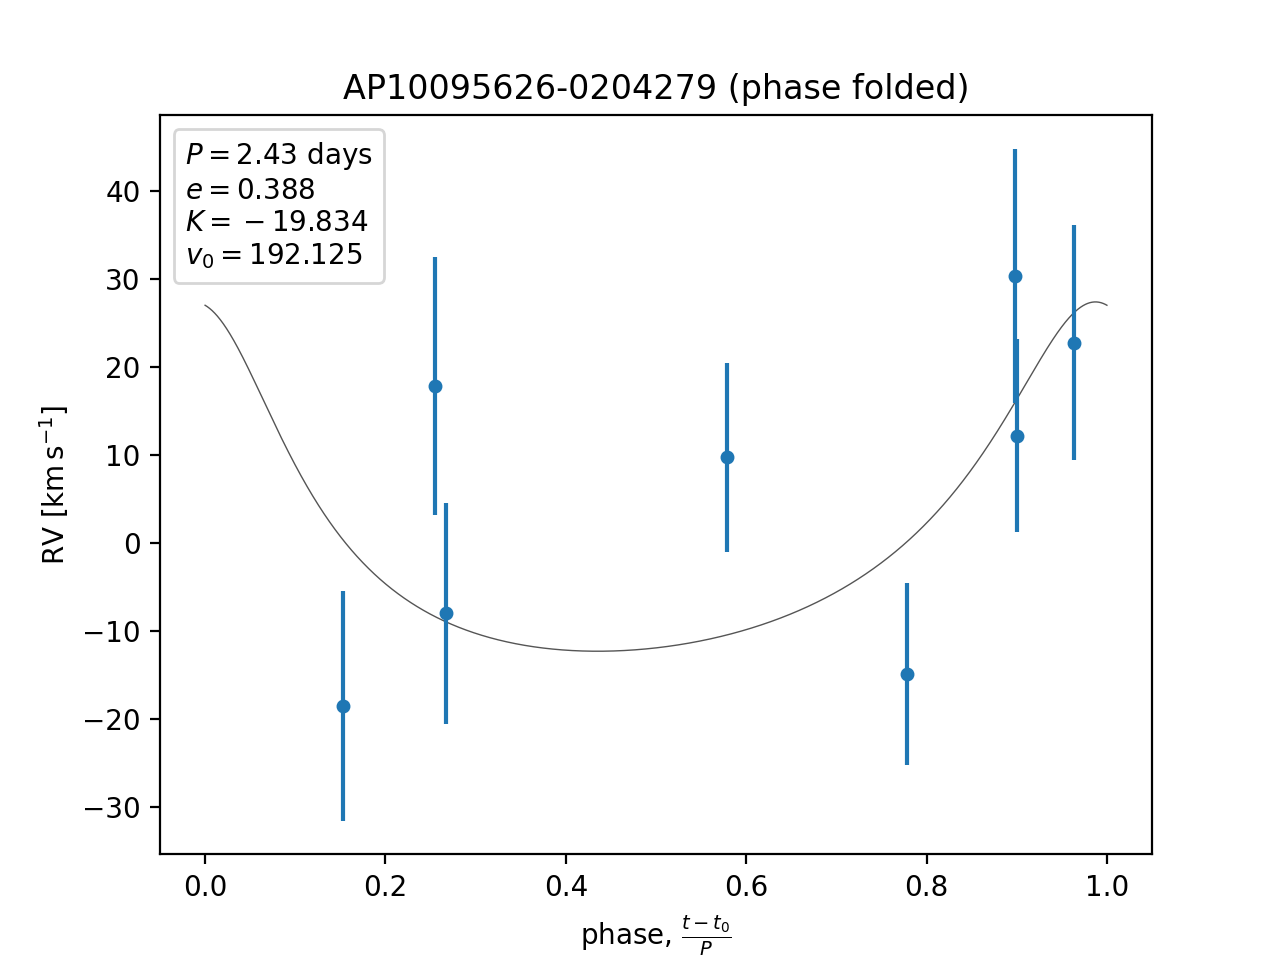 AP10095626-0204279 (phase folded)
P = 2.43 days
e = 0.388
K = −19.834
v₀ = 192.125
RV [km s⁻¹]
40
30
20
10
0
−10
−20
−30
0.0 0.2 0.4 0.6 0.8 1.0
phase, (t − t₀)/P